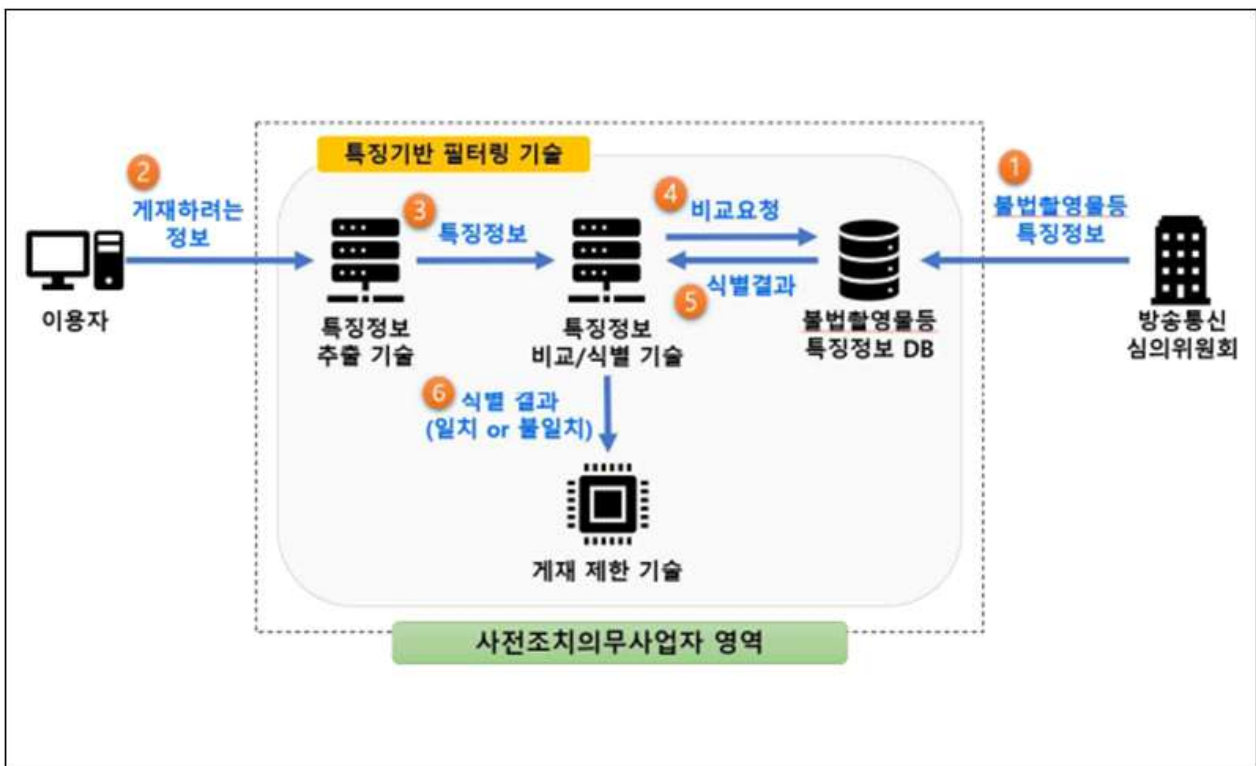 특징기반 필터링 기술
1
불법촬영물등
특징정보
2
게재하려는
정보
3
특징정보
4
비교요청
5
식별결과
이용자
특징정보
추출 기술
특징정보
비교/식별 기술
불법촬영물등
특징정보 DB
방송통신
심의위원회
6
식별 결과
(일치 or 불일치)
게재 제한 기술
사전조치의무사업자 영역